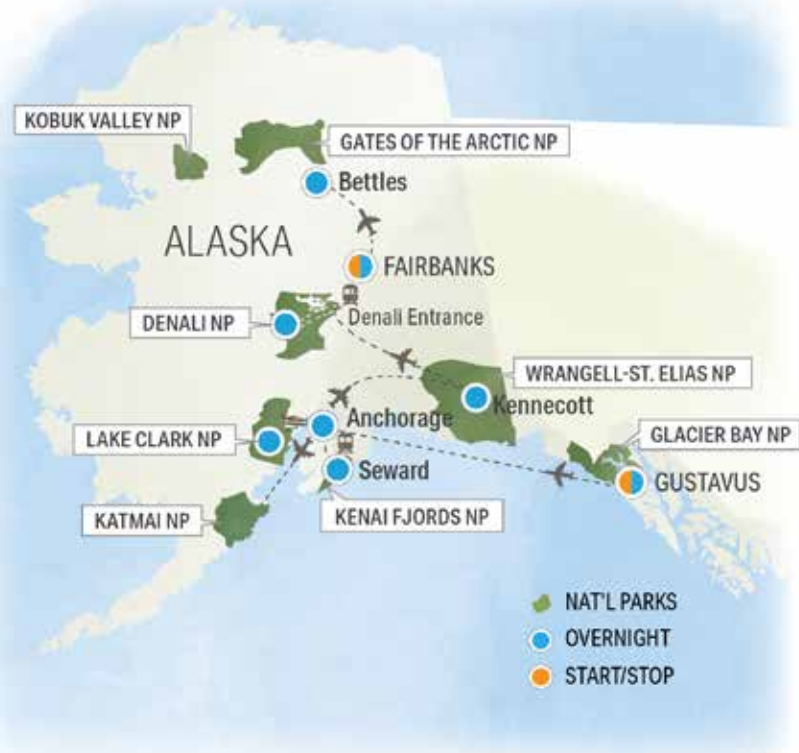 KOBUK VALLEY NP
GATES OF THE ARCTIC NP
Bettles
ALASKA
FAIRBANKS
DENALI NP
Denali Entrance
WRANGELL-ST. ELIAS NP
Kennecott
Anchorage
LAKE CLARK NP
GLACIER BAY NP
Seward
GUSTAVUS
KATMAI NP
KENAI FJORDS NP
NAT'L PARKS
OVERNIGHT
START/STOP